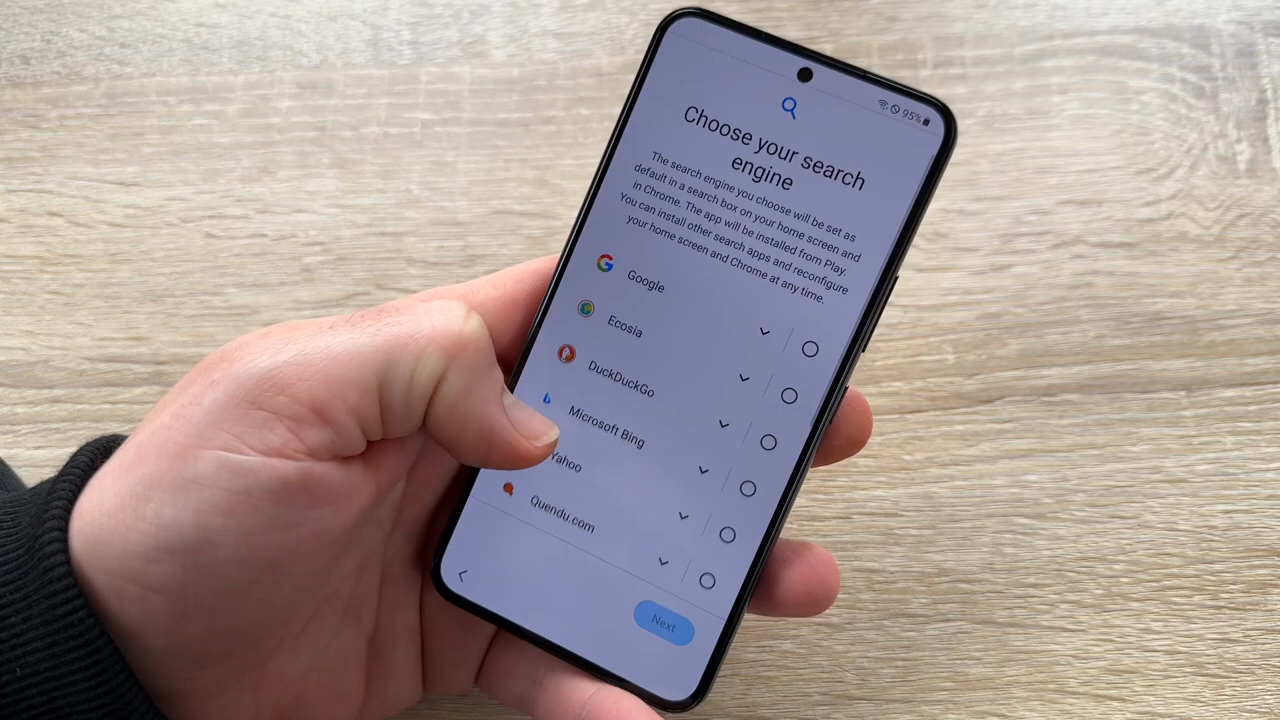 95%
Choose your search
engine
The search engine you choose will be set as
default in a search box on your home screen and
in Chrome. The app will be installed from Play.
You can install other search apps and reconfigure
your home screen and Chrome at any time.
Google
Ecosia
DuckDuckGo
Microsoft Bing
Yahoo
Quendu.com
Next